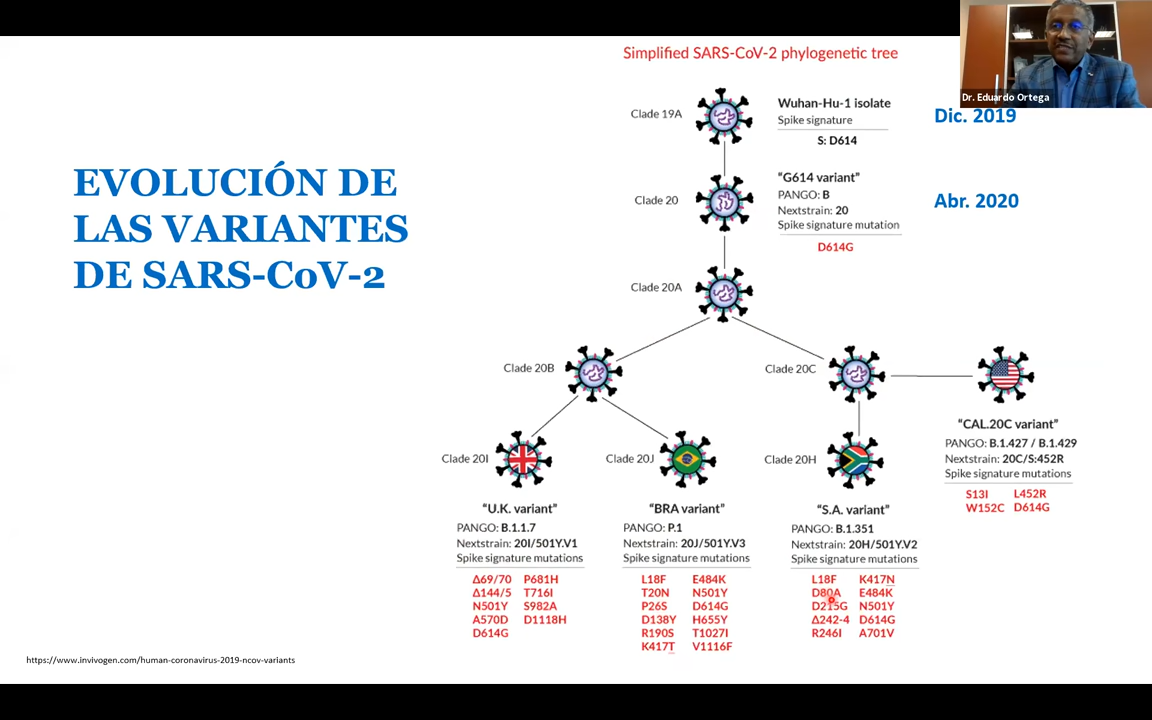 Simplified SARS-CoV-2 phylogenetic tree
Dr. Eduardo Ortega
EVOLUCIÓN DE
LAS VARIANTES
DE SARS-CoV-2
Clade 19A
Wuhan-Hu-1 isolate
Spike signature
S: D614
Dic. 2019
Clade 20
"G614 variant"
PANGO: B
Nextstrain: 20
Spike signature mutation
D614G
Abr. 2020
Clade 20A
Clade 20B
Clade 20C
"CAL.20C variant"
PANGO: B.1.427 / B.1.429
Nextstrain: 20C/S:452R
Spike signature mutations
S13I L452R
W152C D614G
Clade 20I
"U.K. variant"
PANGO: B.1.1.7
Nextstrain: 20I/501Y.V1
Spike signature mutations
Δ69/70 P681H
Δ144/5 T716I
N501Y S982A
A570D D1118H
D614G
Clade 20J
"BRA variant"
PANGO: P.1
Nextstrain: 20J/501Y.V3
Spike signature mutations
L18F E484K
T20N N501Y
P26S D614G
D138Y H655Y
R190S T1027I
K417T V1116F
Clade 20H
"S.A. variant"
PANGO: B.1.351
Nextstrain: 20H/501Y.V2
Spike signature mutations
L18F K417N
D80A E484K
D215G N501Y
Δ242-4 D614G
R246I A701V
https://www.invivogen.com/human-coronavirus-2019-ncov-variants